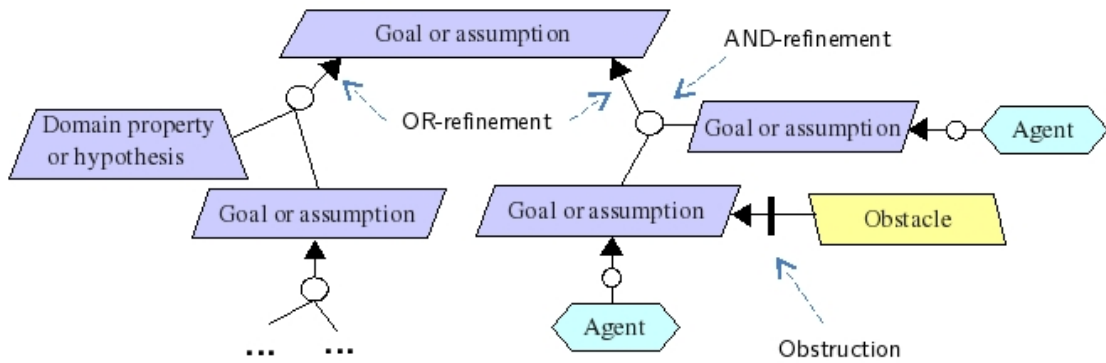 Goal or assumption
AND-refinement
OR-refinement
Domain property
or hypothesis
Goal or assumption
Agent
Goal or assumption
Goal or assumption
Obstacle
Agent
Obstruction
... ...